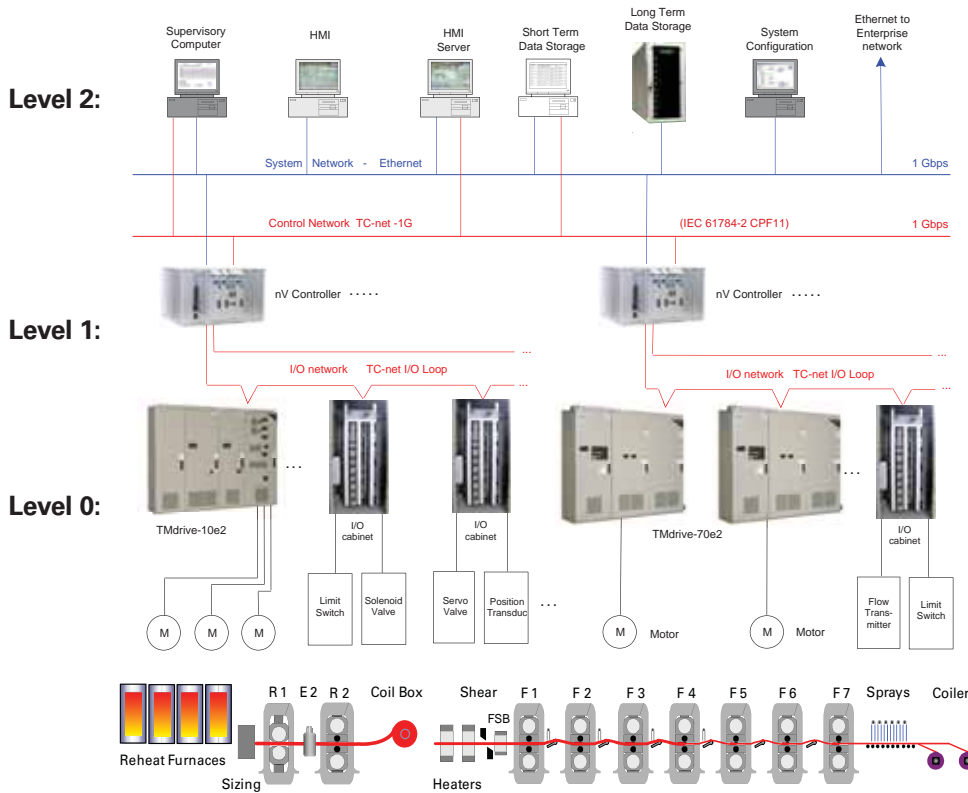 Level 2:
Supervisory
Computer
HMI
HMI
Server
Short Term
Data Storage
Long Term
Data Storage
System
Configuration
Ethernet to
Enterprise
network
System Network - Ethernet
1 Gbps
Control Network TC-net -1G
(IEC 61784-2 CPF11)
1 Gbps
Level 1:
nV Controller .....
nV Controller .....
...
...
I/O network TC-net I/O Loop
...
I/O network TC-net I/O Loop
...
Level 0:
...
...
TMdrive-10e2
I/O
cabinet
I/O
cabinet
TMdrive-70e2
I/O
cabinet
Limit
Switch
Solenoid
Valve
Servo
Valve
Position
Transduc
...
Flow
Trans-
mitter
Limit
Switch
M
M
M
M
Motor
M
Motor
R 1
E 2
R 2
Coil Box
Shear
FSB
F 1
F 2
F 3
F 4
F 5
F 6
F 7
Sprays
Coiler
Reheat Furnaces
Sizing
Heaters